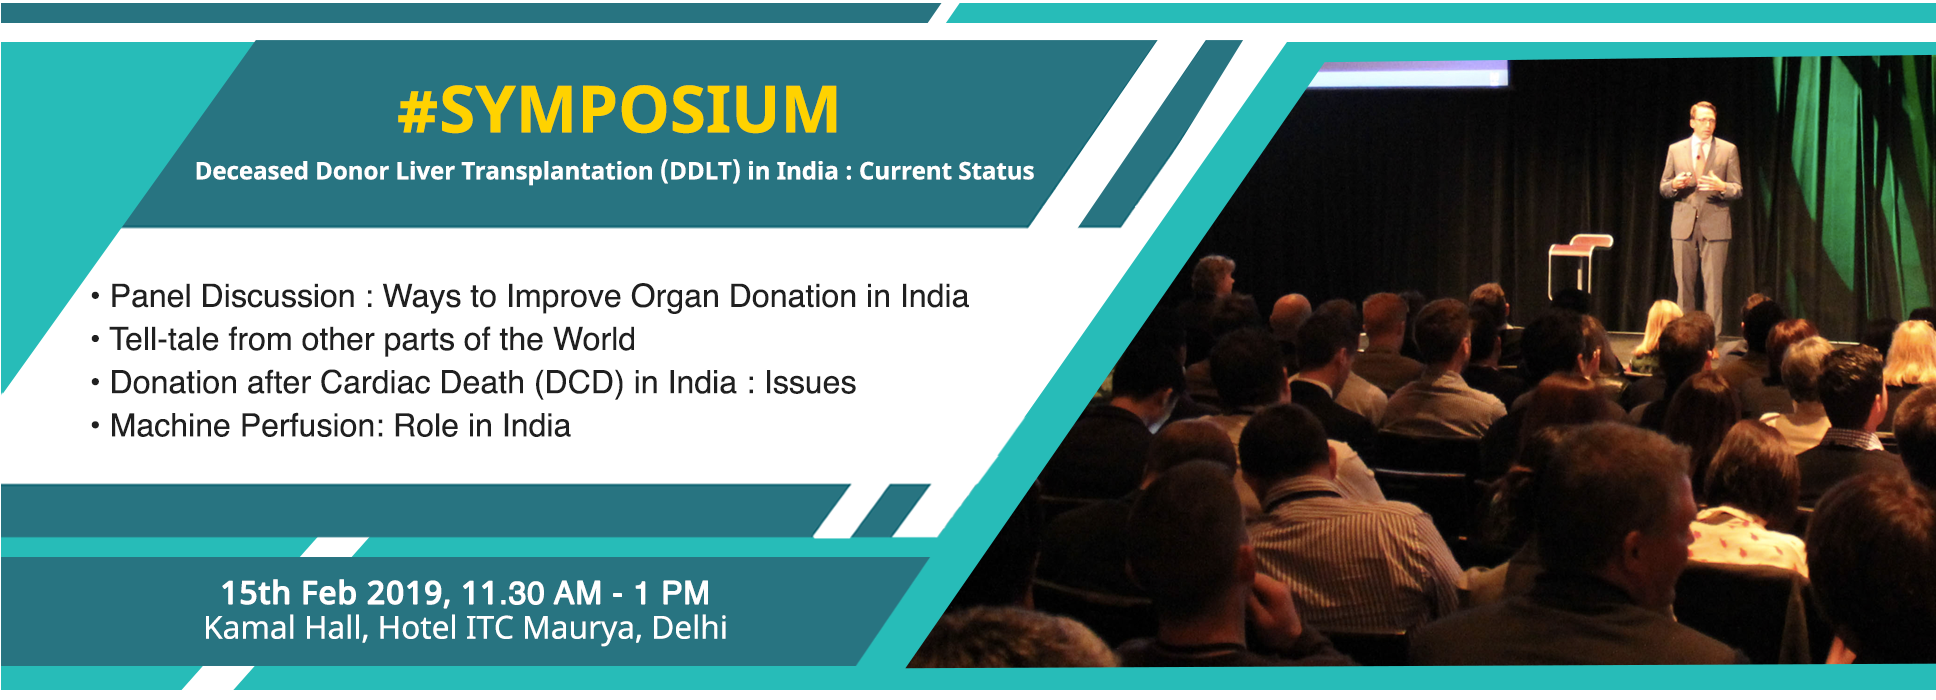 #SYMPOSIUM
Deceased Donor Liver Transplantation (DDLT) in India : Current Status
• Panel Discussion : Ways to Improve Organ Donation in India
• Tell-tale from other parts of the World
• Donation after Cardiac Death (DCD) in India : Issues
• Machine Perfusion: Role in India
15th Feb 2019, 11.30 AM - 1 PM
Kamal Hall, Hotel ITC Maurya, Delhi